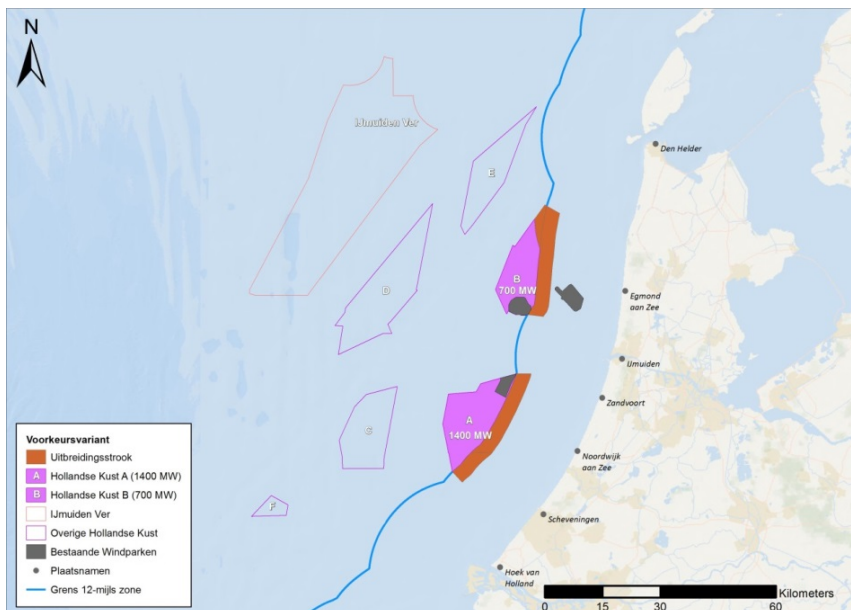 N
IJmuiden Ver
E
Den Helder
D
B
700 MW
Egmond
aan Zee
IJmuiden
C
A
1400 MW
Zandvoort
Noordwijk
aan Zee
F
Scheveningen
Hoek van
Holland
Voorkeursvariant
Uitbreidingsstrook
A Hollandse Kust A (1400 MW)
B Hollandse Kust B (700 MW)
IJmuiden Ver
Overige Hollandse Kust
Bestaande Windparken
Plaatsnamen
Grens 12-mijls zone
Kilometers
0 15 30 60